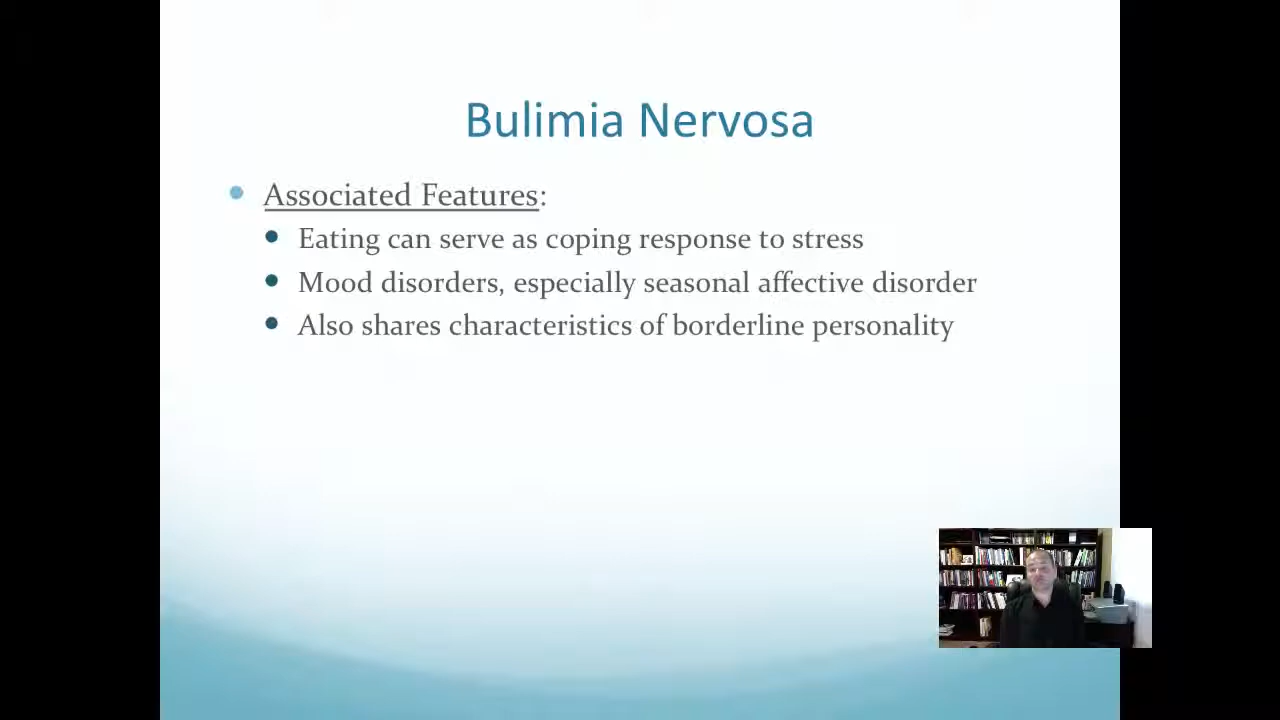 Bulimia Nervosa
Associated Features:
Eating can serve as coping response to stress
Mood disorders, especially seasonal affective disorder
Also shares characteristics of borderline personality